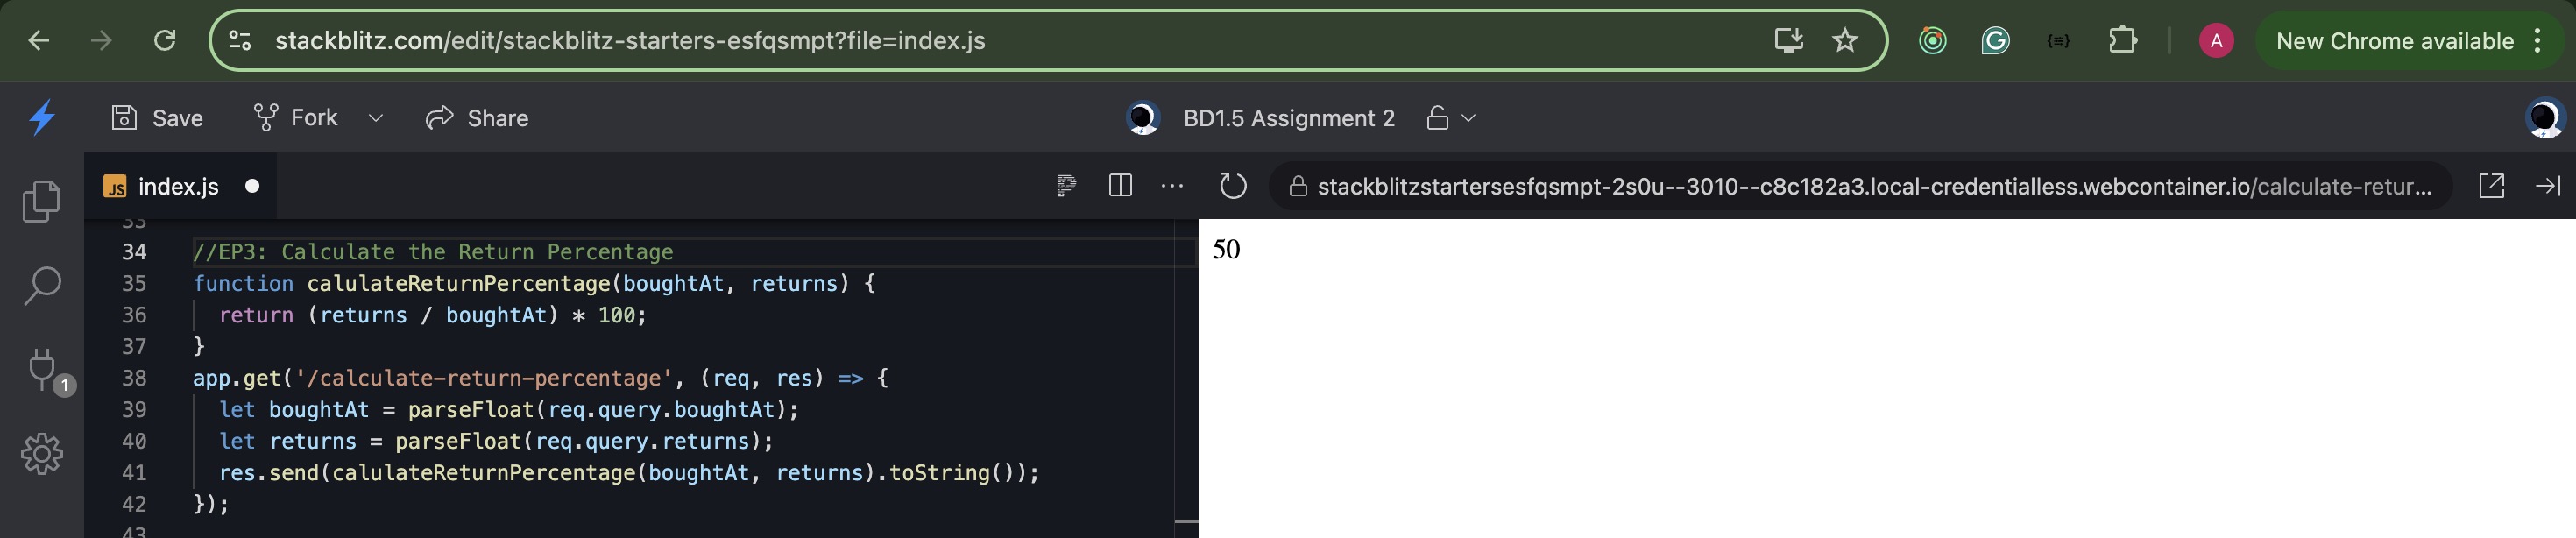 stackblitz.com/edit/stackblitz-starters-esfqsmpt?file=index.js
A
New Chrome available
Save
Fork
Share
BD1.5 Assignment 2
JS index.js
stackblitzstartersesfqsmpt-2s0u--3010--c8c182a3.local-credentialless.webcontainer.io/calculate-retur...
33
34 //EP3: Calculate the Return Percentage
35 function calulateReturnPercentage(boughtAt, returns) {
36 return (returns / boughtAt) * 100;
37 }
38 app.get('/calculate-return-percentage', (req, res) => {
39 let boughtAt = parseFloat(req.query.boughtAt);
40 let returns = parseFloat(req.query.returns);
41 res.send(calulateReturnPercentage(boughtAt, returns).toString());
42 });
43
1
50